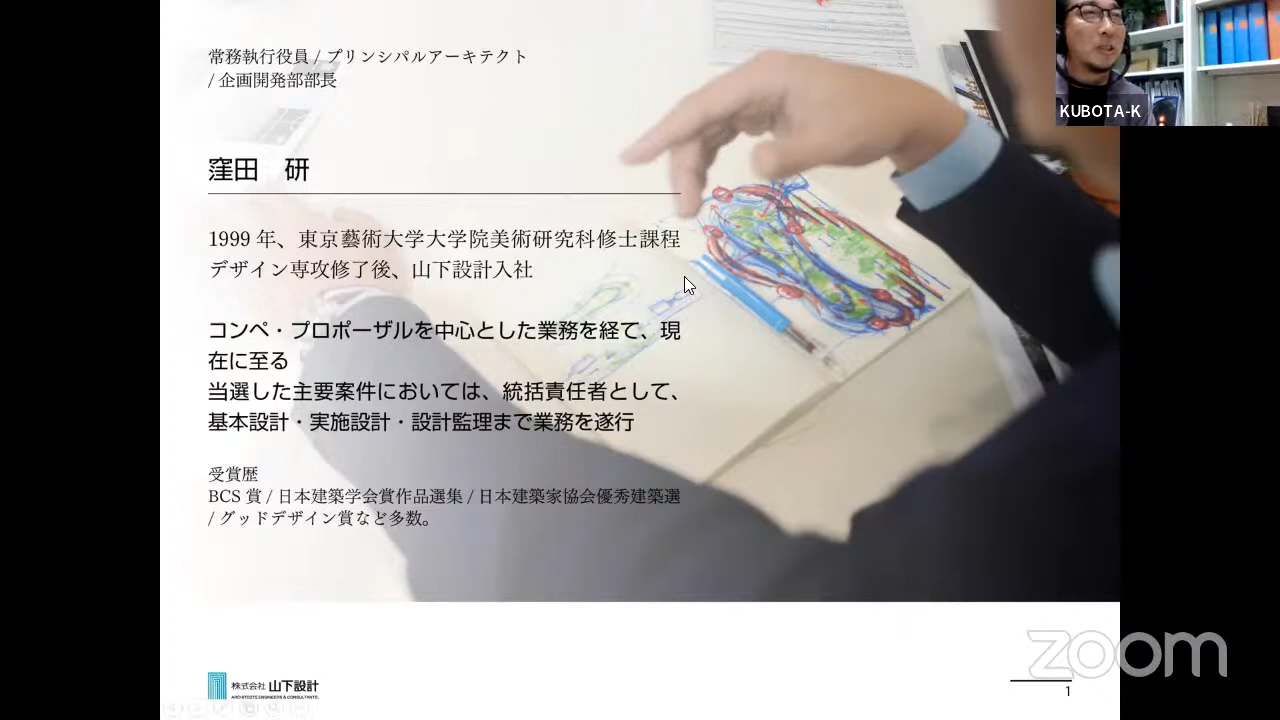 常務執行役員 / プリンシパルアーキテクト
/ 企画開発部部長
KUBOTA-K
窪田　研
1999 年、東京藝術大学大学院美術研究科修士課程
デザイン専攻修了後、山下設計入社
コンペ・プロポーザルを中心とした業務を経て、現
在に至る
当選した主要案件においては、統括責任者として、
基本設計・実施設計・設計監理まで業務を遂行
受賞歴
BCS 賞 / 日本建築学会賞作品選集 / 日本建築家協会優秀建築選
/ グッドデザイン賞など多数。
zoom
株式会社 山下設計
ARCHITECTS ENGINEERS & CONSULTANTS.
1